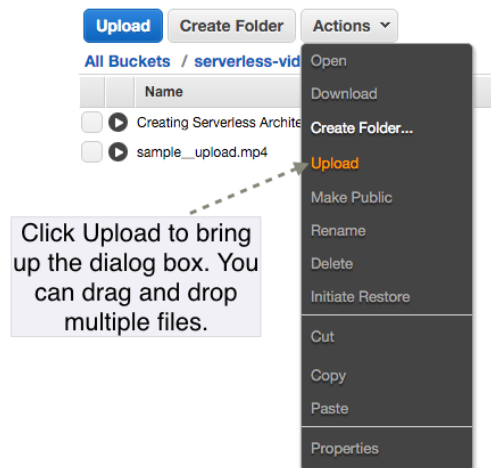 Upload Create Folder Actions
All Buckets / serverless-vid
Name
Creating Serverless Archite
sample__upload.mp4
Open
Download
Create Folder...
Upload
Make Public
Rename
Delete
Initiate Restore
Cut
Copy
Paste
Properties
Click Upload to bring
up the dialog box. You
can drag and drop
multiple files.